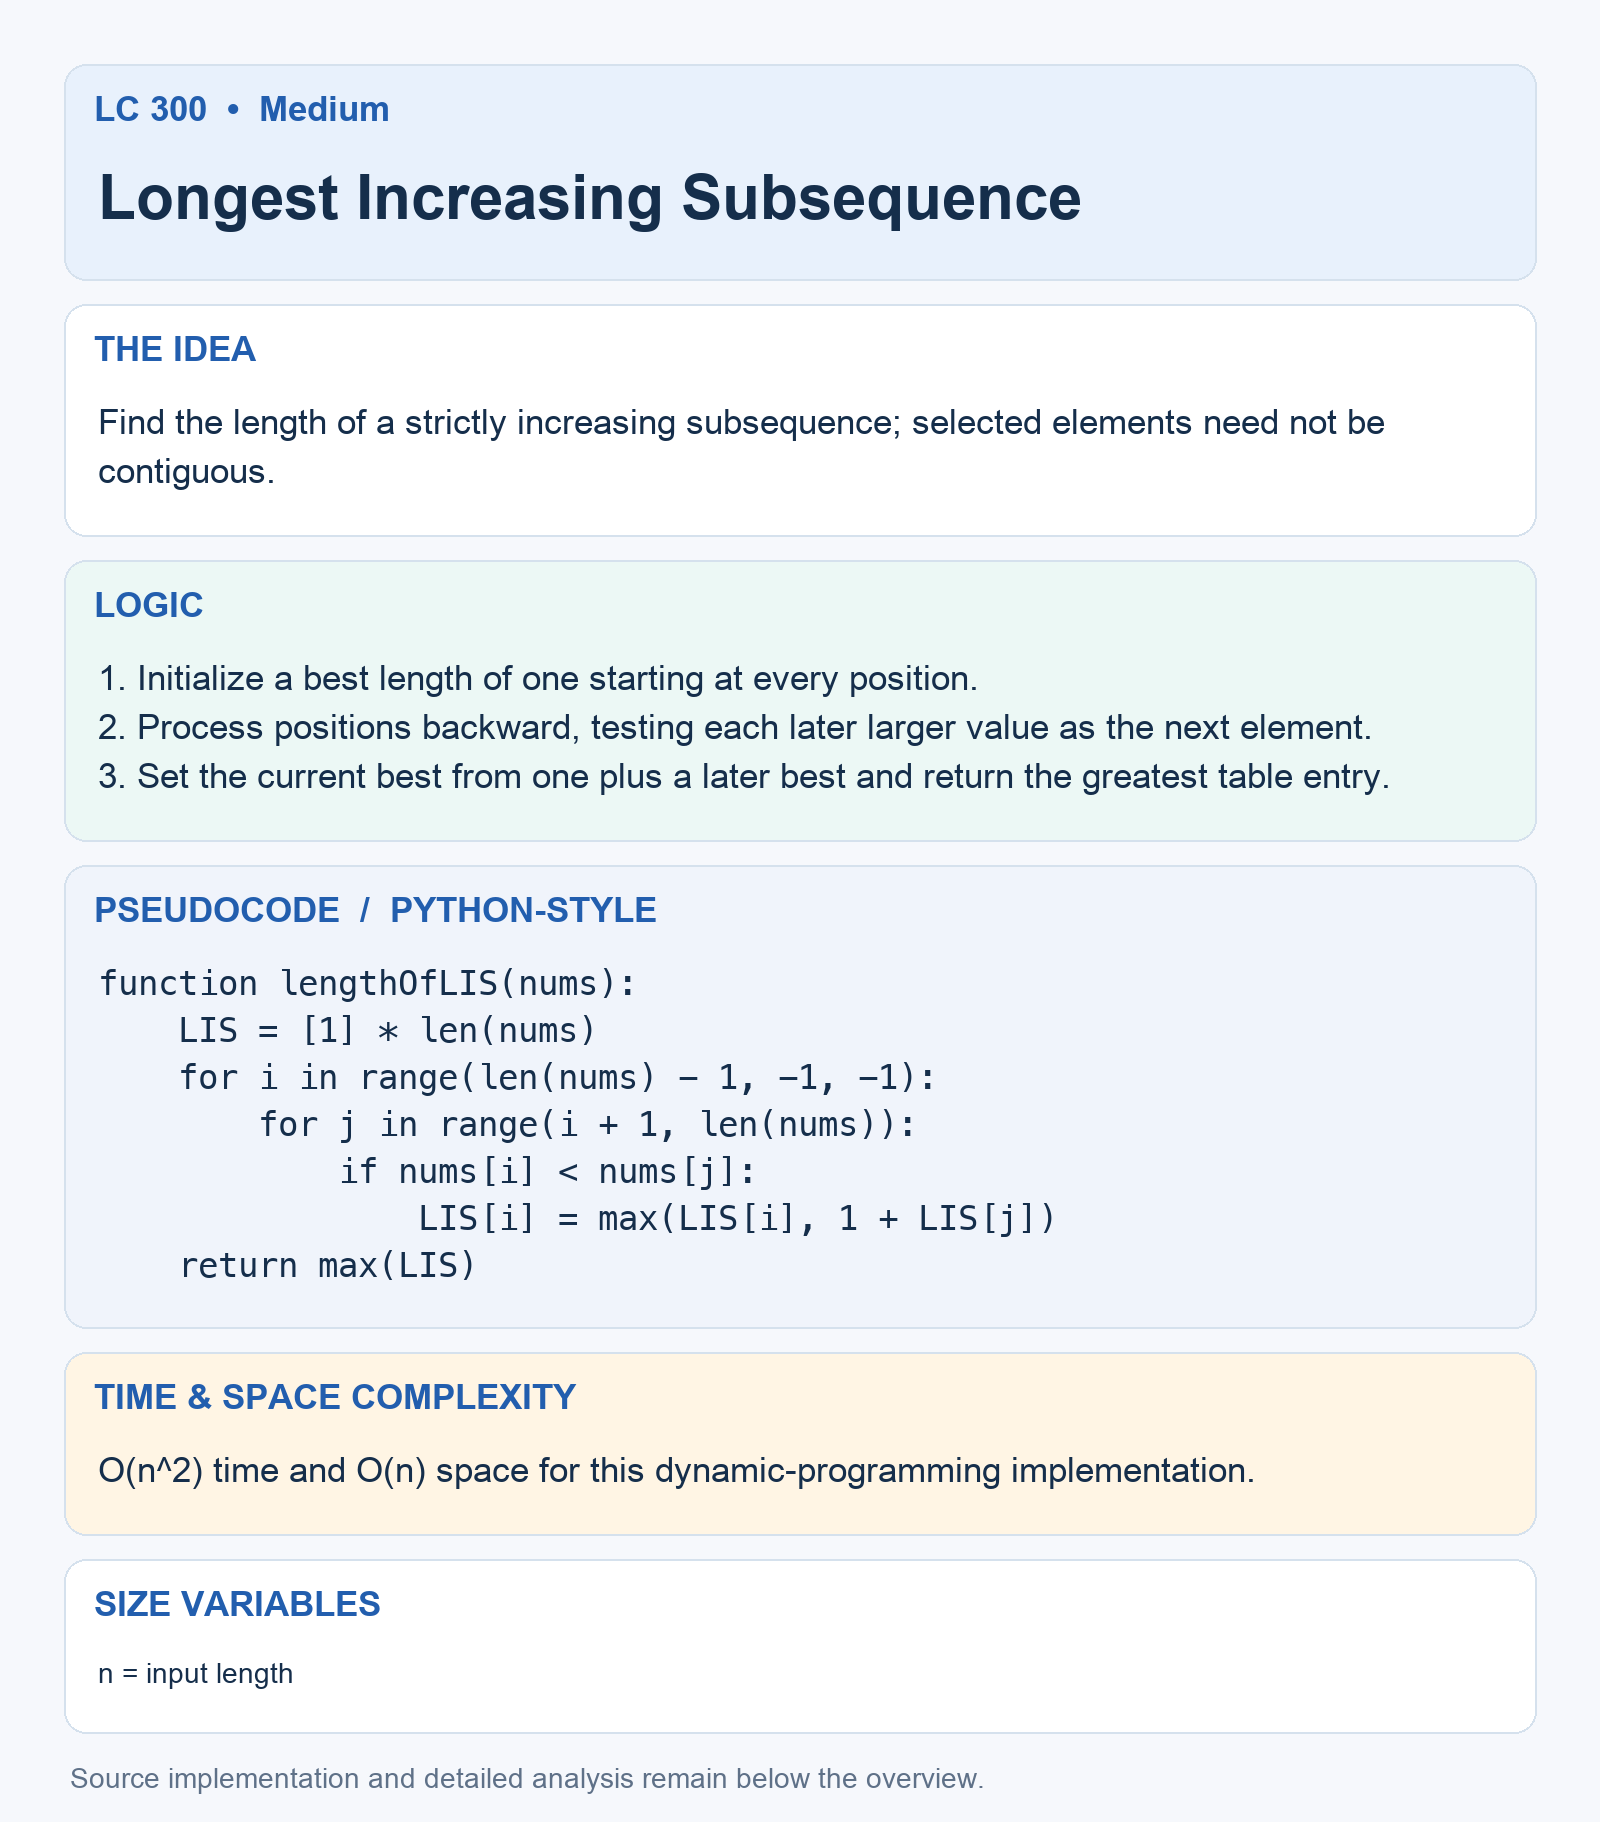 LC 300 • Medium
Longest Increasing Subsequence
THE IDEA
Find the length of a strictly increasing subsequence; selected elements need not be
contiguous.
LOGIC
1. Initialize a best length of one starting at every position.
2. Process positions backward, testing each later larger value as the next element.
3. Set the current best from one plus a later best and return the greatest table entry.
PSEUDOCODE / PYTHON-STYLE
function lengthOfLIS(nums):
    LIS = [1] * len(nums)
    for i in range(len(nums) − 1, −1, −1):
        for j in range(i + 1, len(nums)):
            if nums[i] < nums[j]:
                LIS[i] = max(LIS[i], 1 + LIS[j])
    return max(LIS)
TIME & SPACE COMPLEXITY
O(n^2) time and O(n) space for this dynamic-programming implementation.
SIZE VARIABLES
n = input length
Source implementation and detailed analysis remain below the overview.